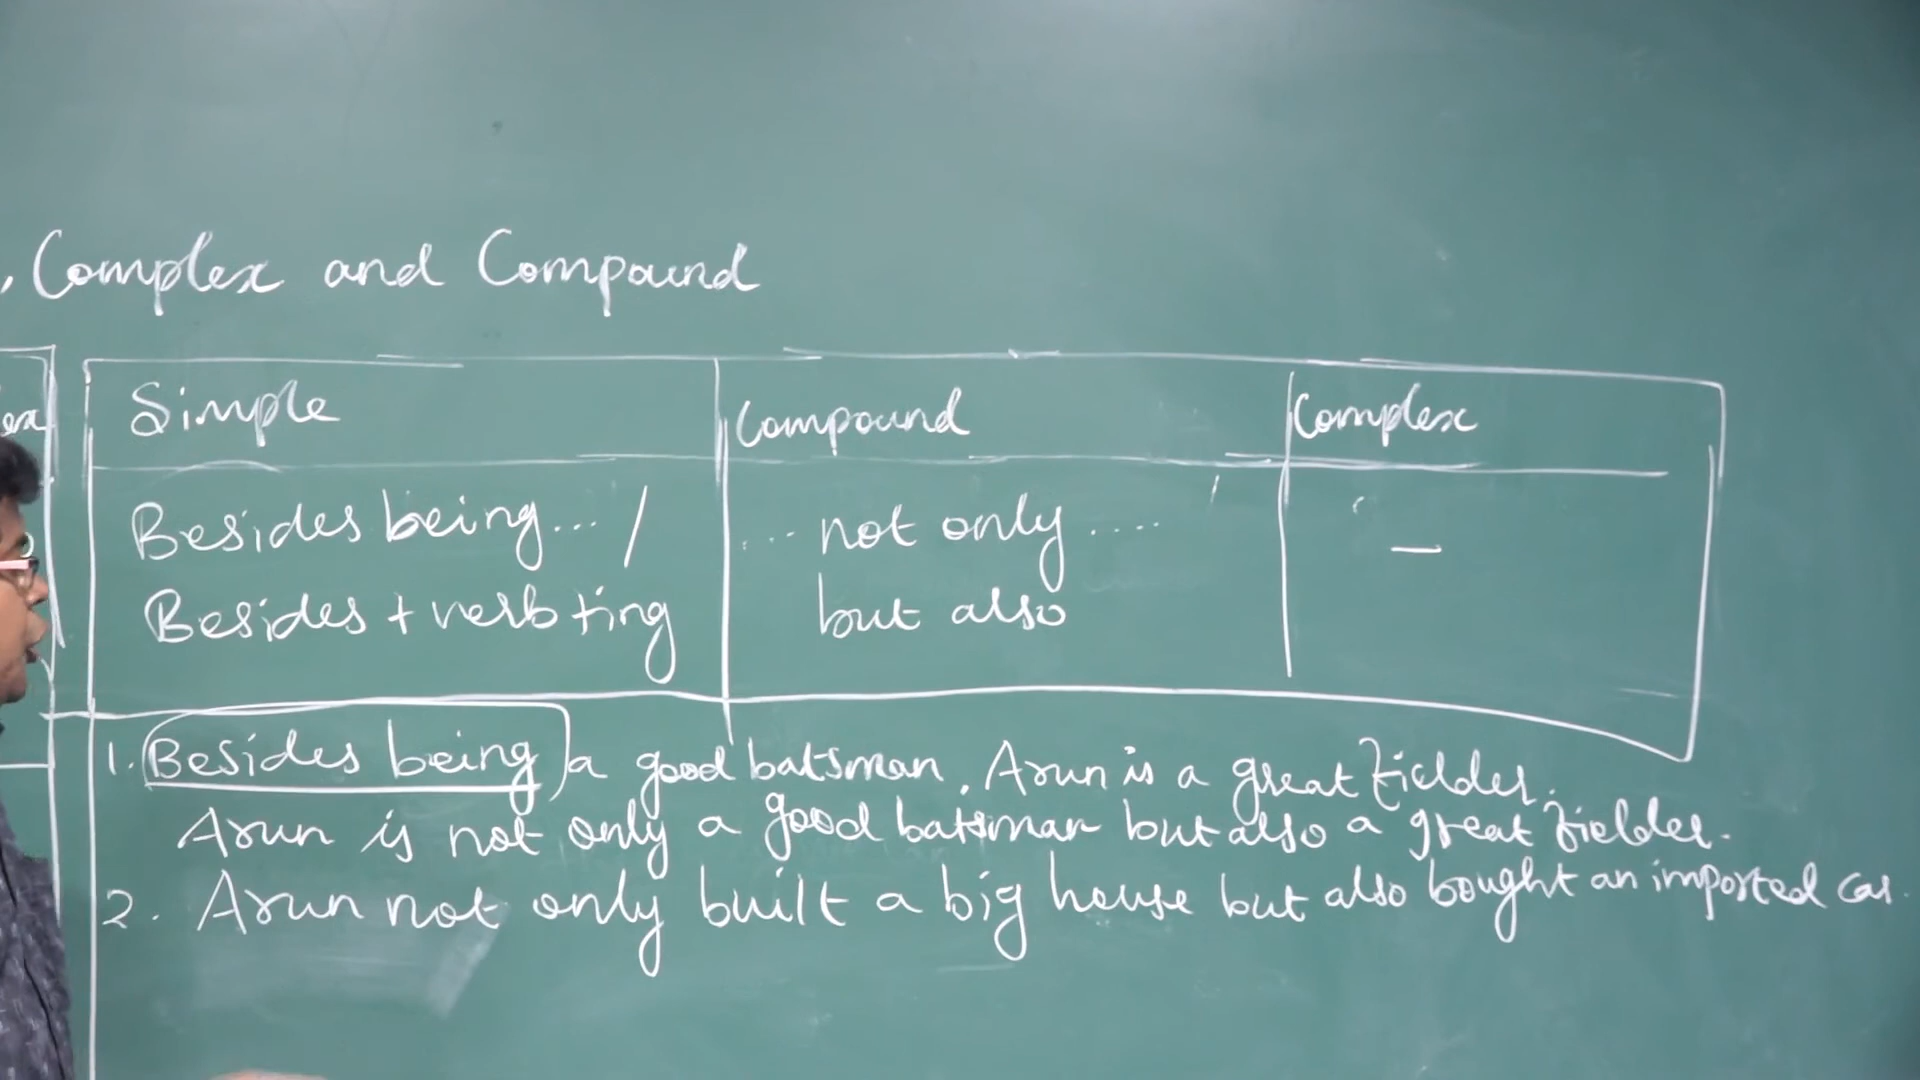 , Complex and Compound
Simple
Compound
Complex
Besides being... /
Besides + verb + ing
... not only ....
but also
—
1. Besides being a good batsman, Arun is a great fielder.
Arun is not only a good batsman but also a great fielder.
2. Arun not only built a big house but also bought an imported car.